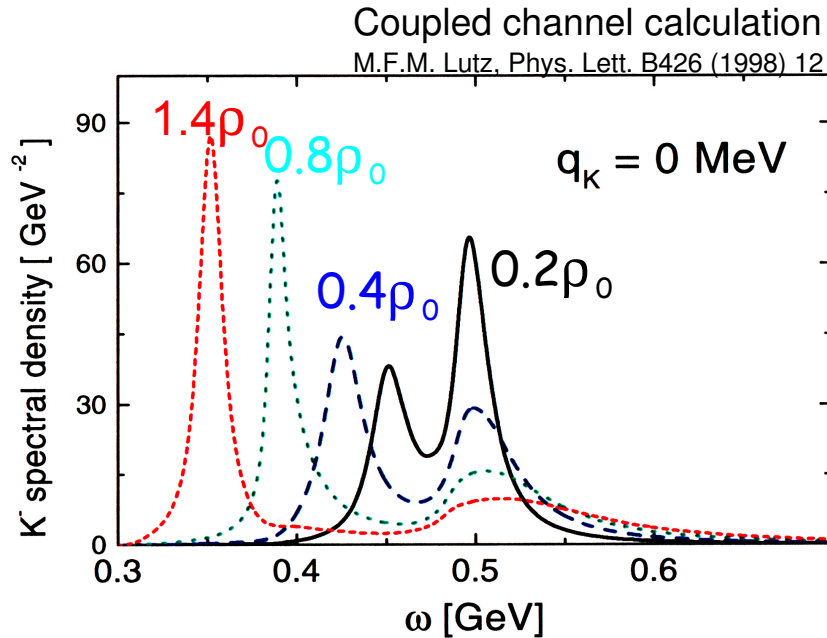 Coupled channel calculation
M.F.M. Lutz, Phys. Lett. B426 (1998) 12
K⁻ spectral density [ GeV⁻² ]
90
60
30
0
1.4ρ₀
0.8ρ₀
q_K = 0 MeV
0.4ρ₀
0.2ρ₀
0.3
0.4
0.5
0.6
ω [GeV]